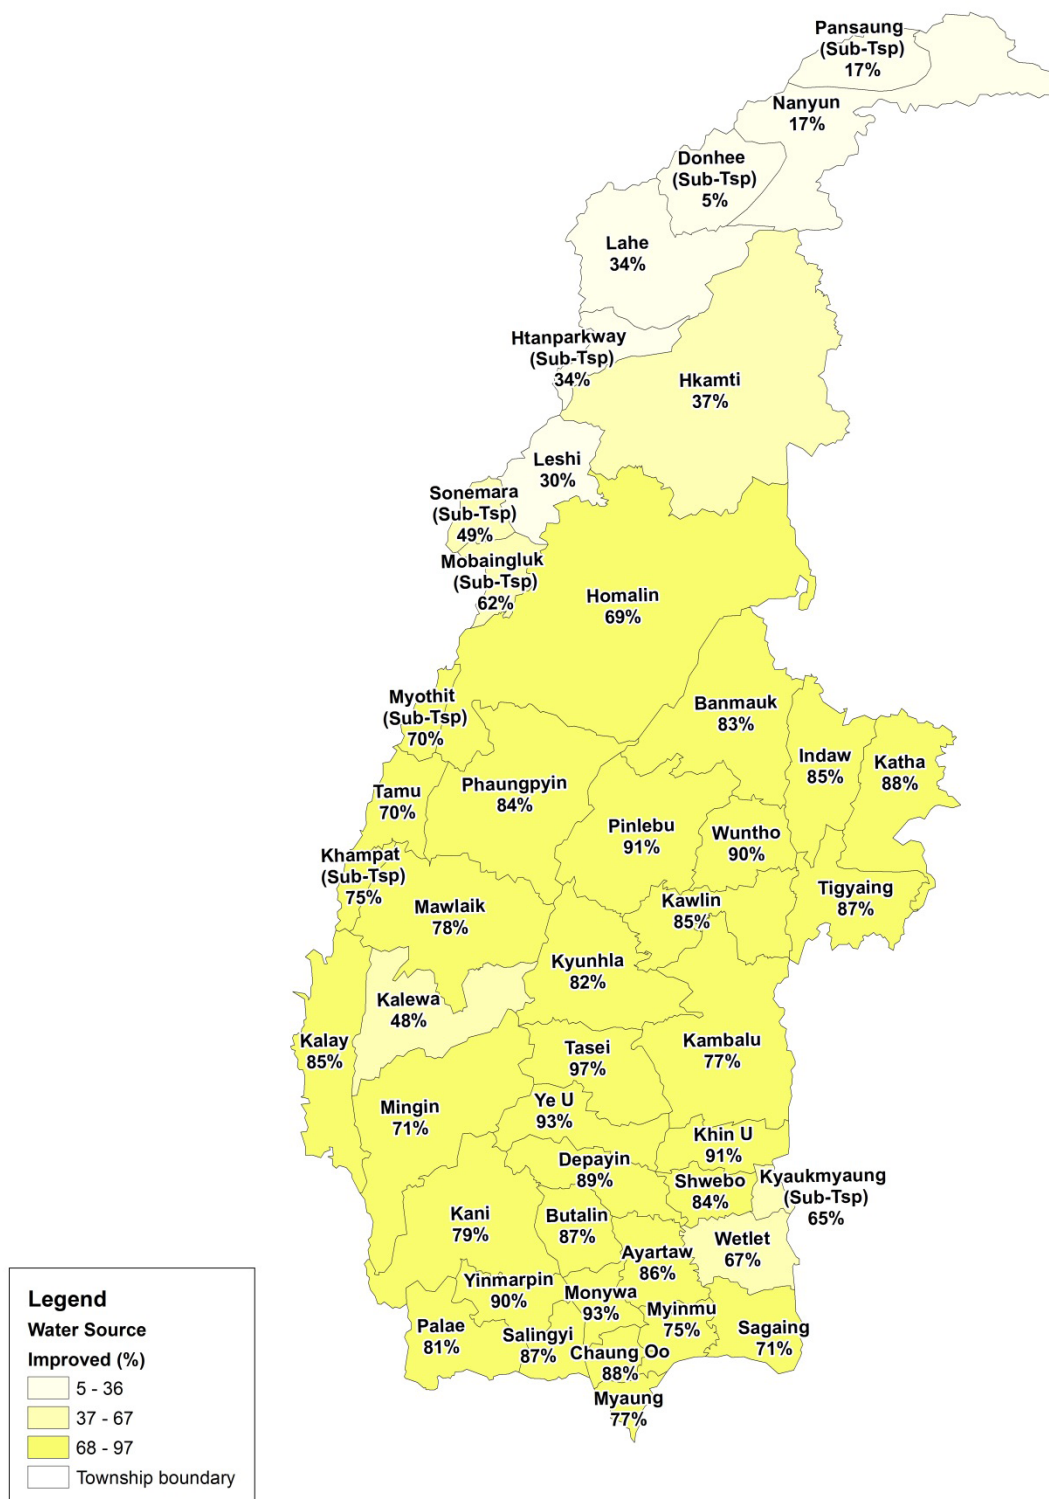 Pansaung
(Sub-Tsp)
17%
Nanyun
17%
Donhee
(Sub-Tsp)
5%
Lahe
34%
Htanparkway
(Sub-Tsp)
34%
Hkamti
37%
Leshi
30%
Sonemara
(Sub-Tsp)
49%
Mobaingluk
(Sub-Tsp)
62%
Homalin
69%
Myothit
(Sub-Tsp)
70%
Banmauk
83%
Indaw
85%
Katha
88%
Tamu
70%
Phaungpyin
84%
Pinlebu
91%
Wuntho
90%
Khampat
(Sub-Tsp)
75%
Mawlaik
78%
Kawlin
85%
Tigyaing
87%
Kyunhla
82%
Kalewa
48%
Kalay
85%
Tasei
97%
Kambalu
77%
Mingin
71%
Ye U
93%
Khin U
91%
Depayin
89%
Shwebo
84%
Kyaukmyaung
(Sub-Tsp)
65%
Kani
79%
Butalin
87%
Wetlet
67%
Ayartaw
86%
Yinmarpin
90%
Monywa
93%
Myinmu
75%
Palae
81%
Salingyi
87%
Sagaing
71%
Chaung Oo
88%
Myaung
77%
Legend
Water Source
Improved (%)
5 - 36
37 - 67
68 - 97
Township boundary